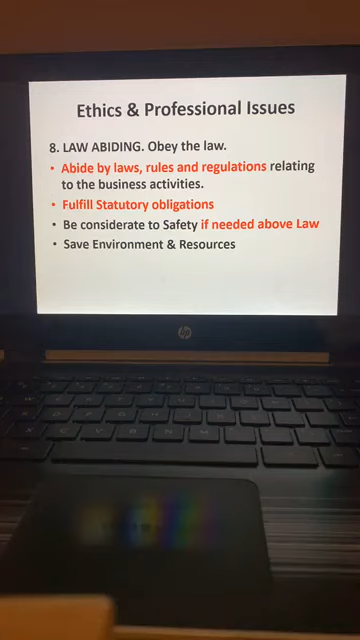 Ethics & Professional Issues
8. LAW ABIDING. Obey the law.
• Abide by laws, rules and regulations relating
to the business activities.
• Fulfill Statutory obligations
• Be considerate to Safety if needed above Law
• Save Environment & Resources
hp